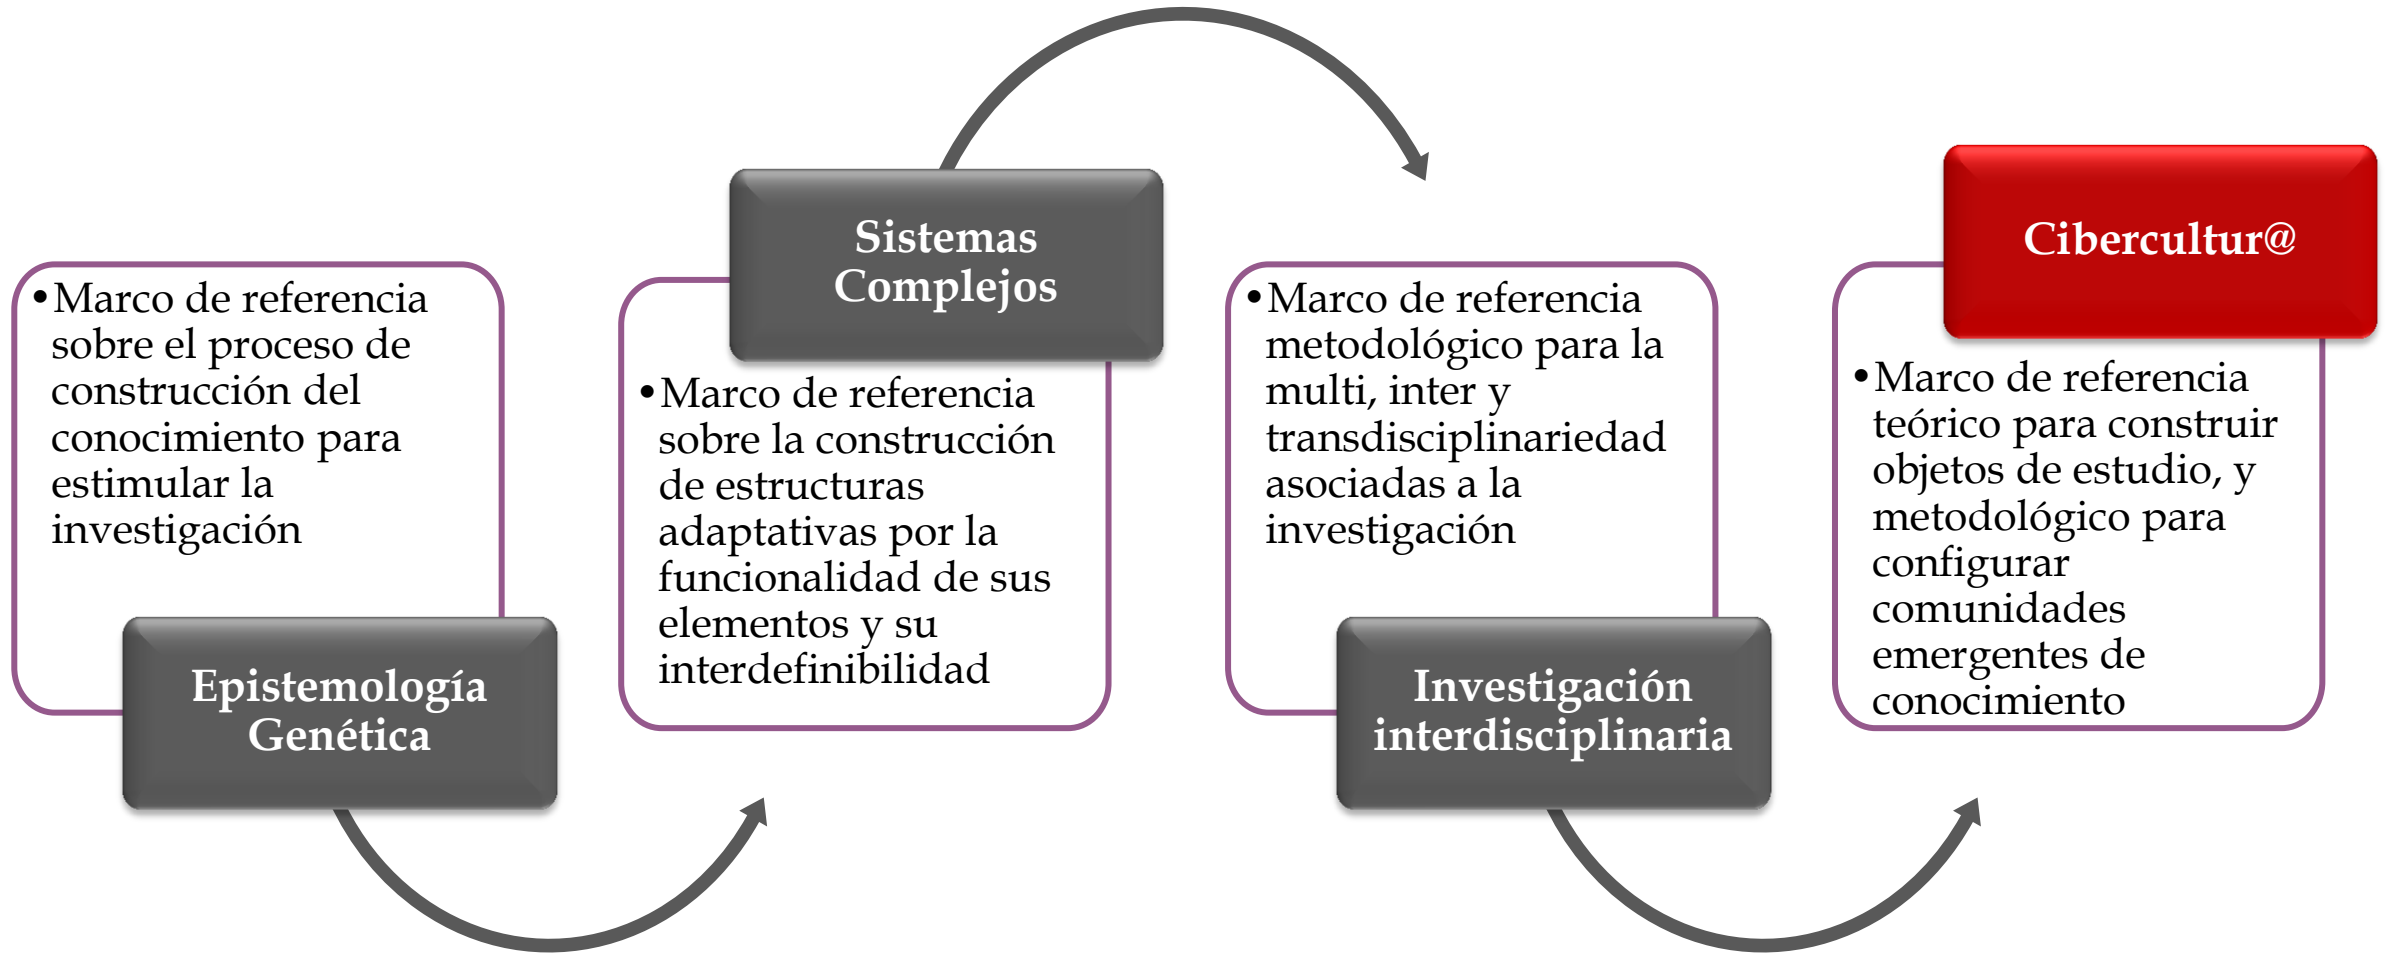 •Marco de referencia
sobre el proceso de
construcción del
conocimiento para
estimular la
investigación
Epistemología
Genética
Sistemas
Complejos
•Marco de referencia
sobre la construcción
de estructuras
adaptativas por la
funcionalidad de sus
elementos y su
interdefinibilidad
•Marco de referencia
metodológico para la
multi, inter y
transdisciplinariedad
asociadas a la
investigación
Investigación
interdisciplinaria
Cibercultur@
•Marco de referencia
teórico para construir
objetos de estudio, y
metodológico para
configurar
comunidades
emergentes de
conocimiento